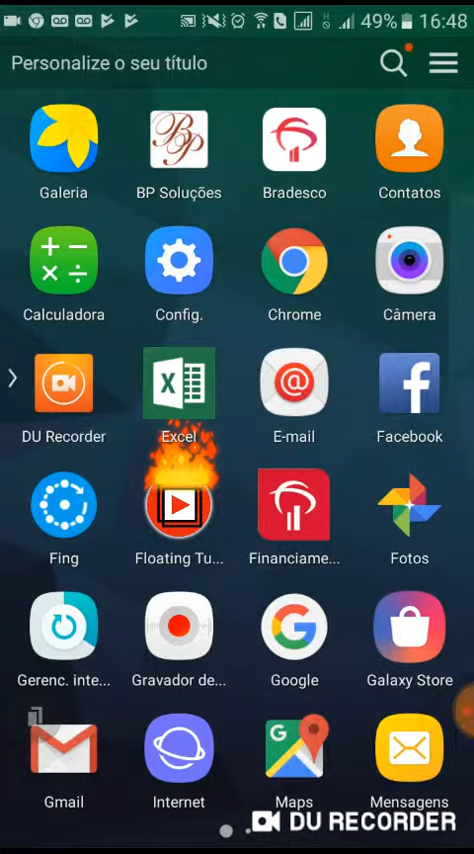 49% 16:48
Personalize o seu título
BP
Galeria BP Soluções Bradesco Contatos
Calculadora Config. Chrome Câmera
DU Recorder Excel E-mail Facebook
Fing Floating Tu... Financiame... Fotos
Gerenc. inte... Gravador de... Google Galaxy Store
Gmail Internet Maps Mensagens
DU RECORDER